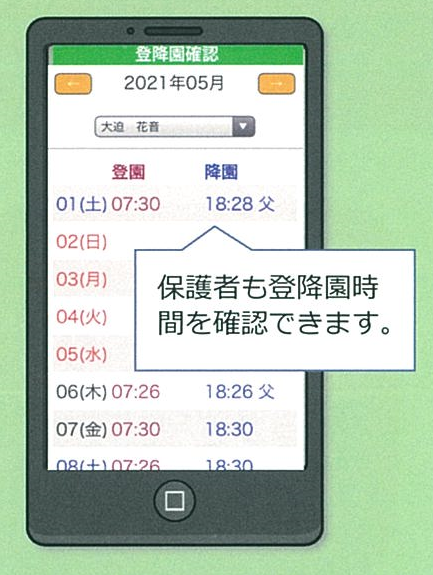 登降園確認
← 2021年05月 →
大迫 花音 ▼
登園 降園
01(土) 07:30 18:28 父
02(日)
03(月)
04(火)
05(水)
06(木) 07:26 18:26 父
07(金) 07:30 18:30
08(土) 07:26 18:30
保護者も登降園時
間を確認できます。